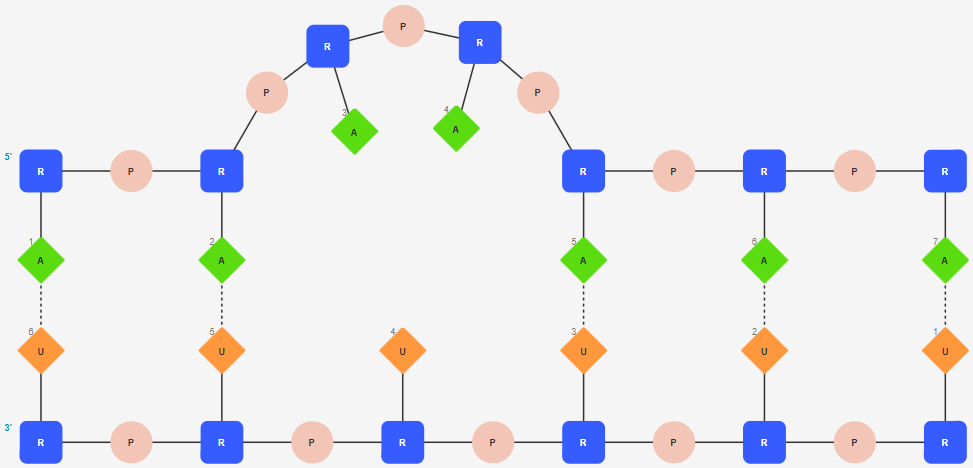 P
R R
P P
3 4
A A
5' R P R R P R P R
1 2 5 6 7
A A A A A
6 5 4 3 2 1
U U U U U U
3' R P R P R P R P R P R